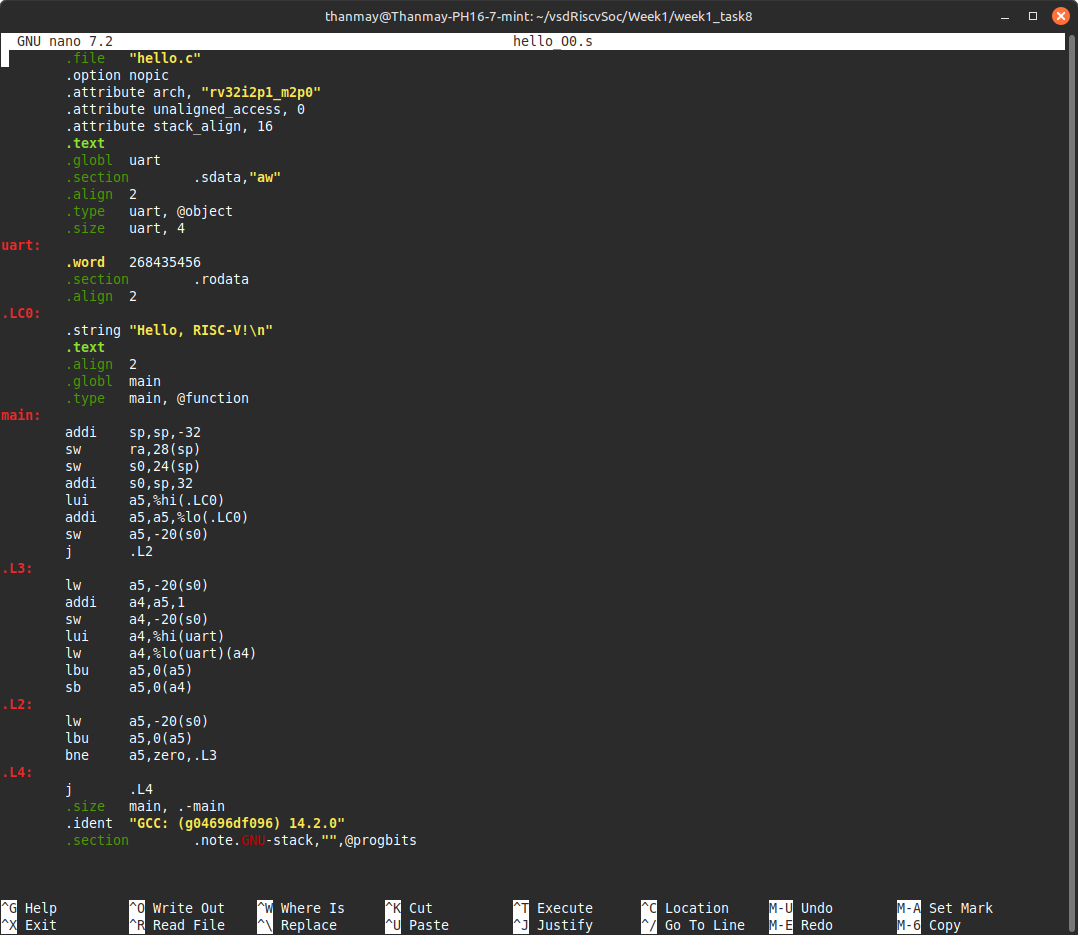 thanmay@Thanmay-PH16-7-mint: ~/vsdRiscvSoc/Week1/week1_task8
GNU nano 7.2 hello_O0.s
.file "hello.c"
.option nopic
.attribute arch, "rv32i2p1_m2p0"
.attribute unaligned_access, 0
.attribute stack_align, 16
.text
.globl uart
.section .sdata,"aw"
.align 2
.type uart, @object
.size uart, 4
uart:
.word 268435456
.section .rodata
.align 2
.LC0:
.string "Hello, RISC-V!\n"
.text
.align 2
.globl main
.type main, @function
main:
addi sp,sp,-32
sw ra,28(sp)
sw s0,24(sp)
addi s0,sp,32
lui a5,%hi(.LC0)
addi a5,a5,%lo(.LC0)
sw a5,-20(s0)
j .L2
.L3:
lw a5,-20(s0)
addi a4,a5,1
sw a4,-20(s0)
lui a4,%hi(uart)
lw a4,%lo(uart)(a4)
lbu a5,0(a5)
sb a5,0(a4)
.L2:
lw a5,-20(s0)
lbu a5,0(a5)
bne a5,zero,.L3
.L4:
j .L4
.size main, .-main
.ident "GCC: (g04696df096) 14.2.0"
.section .note.GNU-stack,"",@progbits
^G Help ^O Write Out ^W Where Is ^K Cut ^T Execute ^C Location M-U Undo M-A Set Mark
^X Exit ^R Read File ^\ Replace ^U Paste ^J Justify ^/ Go To Line M-E Redo M-6 Copy